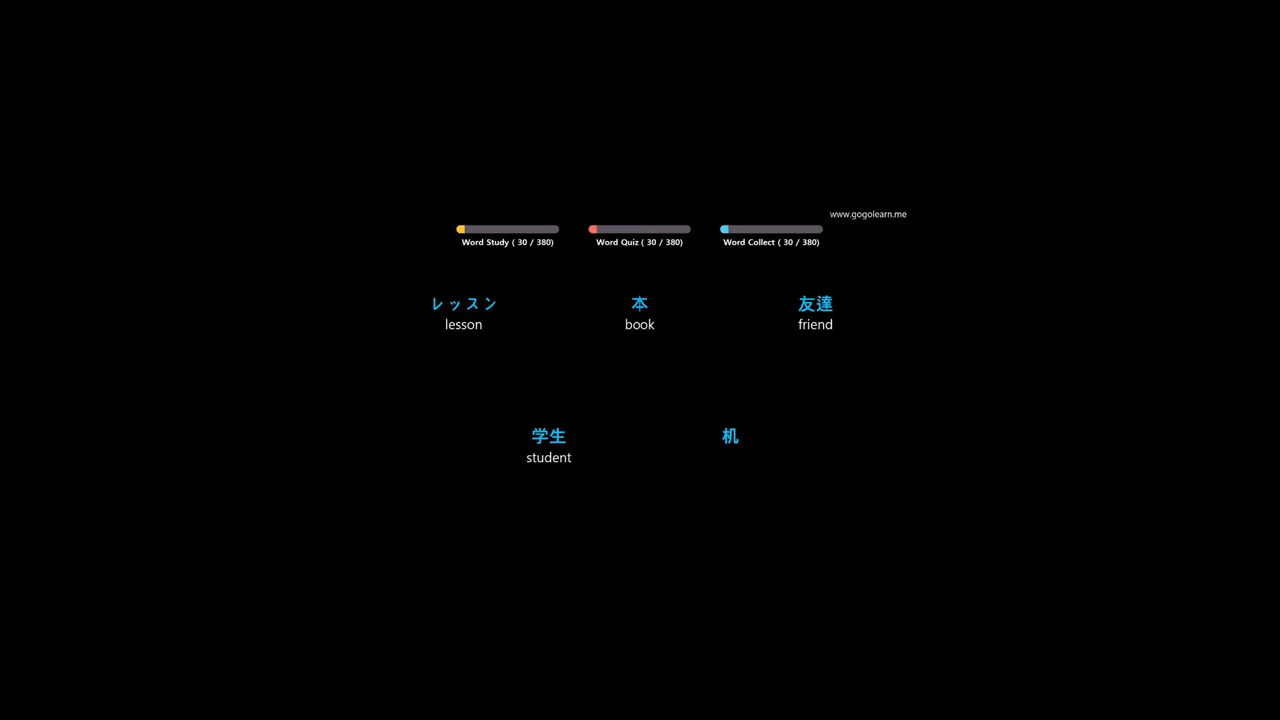 www.gogolearn.me
Word Study ( 30 / 380)
Word Quiz ( 30 / 380)
Word Collect ( 30 / 380)
レッスン
lesson
本
book
友達
friend
学生
student
机